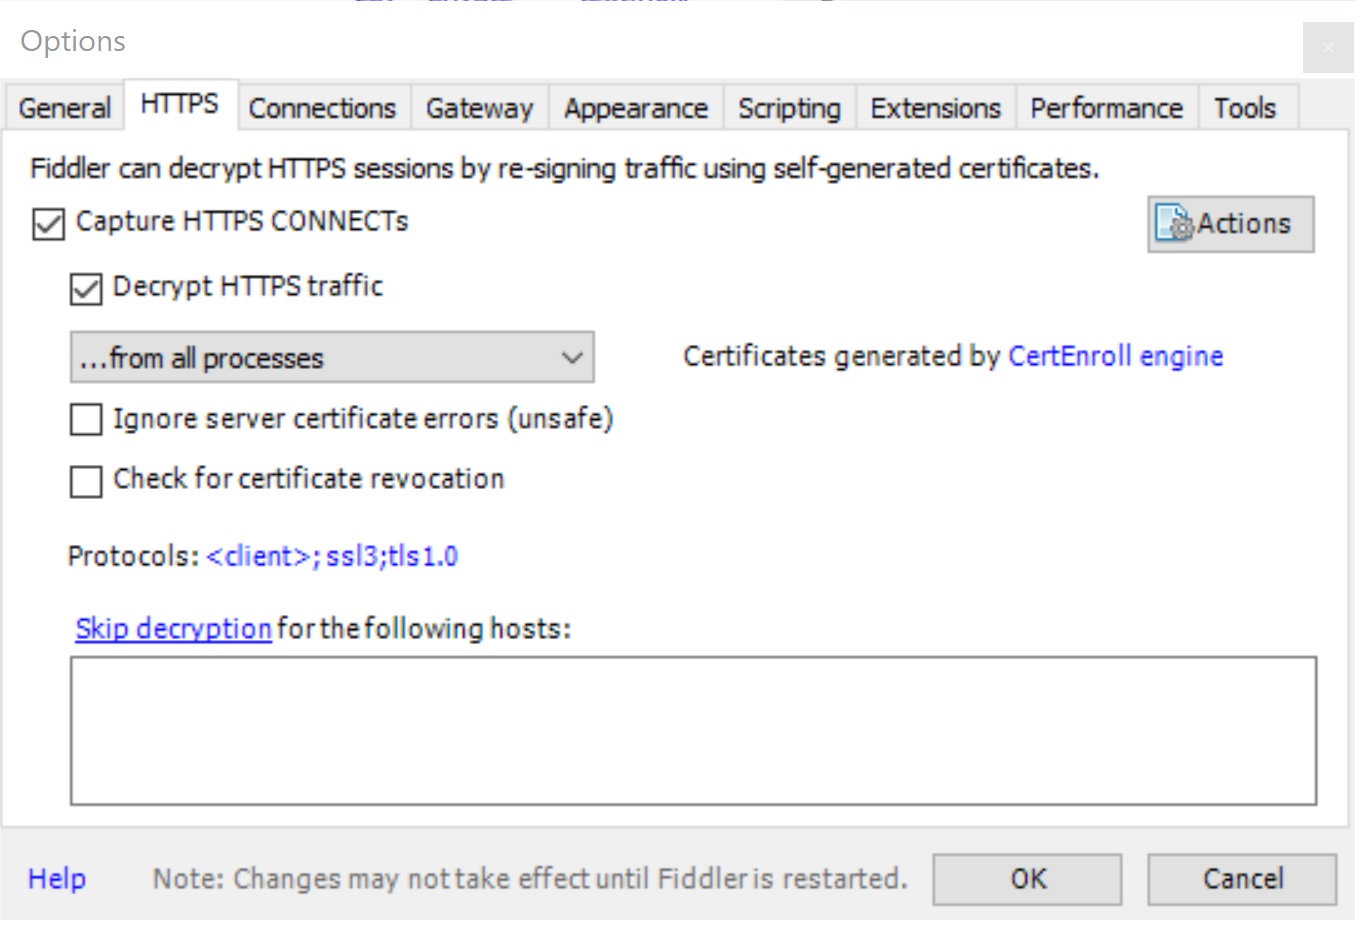 Options
General HTTPS Connections Gateway Appearance Scripting Extensions Performance Tools
Fiddler can decrypt HTTPS sessions by re-signing traffic using self-generated certificates.
Capture HTTPS CONNECTs
Actions
Decrypt HTTPS traffic
...from all processes
Certificates generated by CertEnroll engine
Ignore server certificate errors (unsafe)
Check for certificate revocation
Protocols: <client>; ssl3;tls1.0
Skip decryption for the following hosts:
Help Note: Changes may not take effect until Fiddler is restarted. OK Cancel